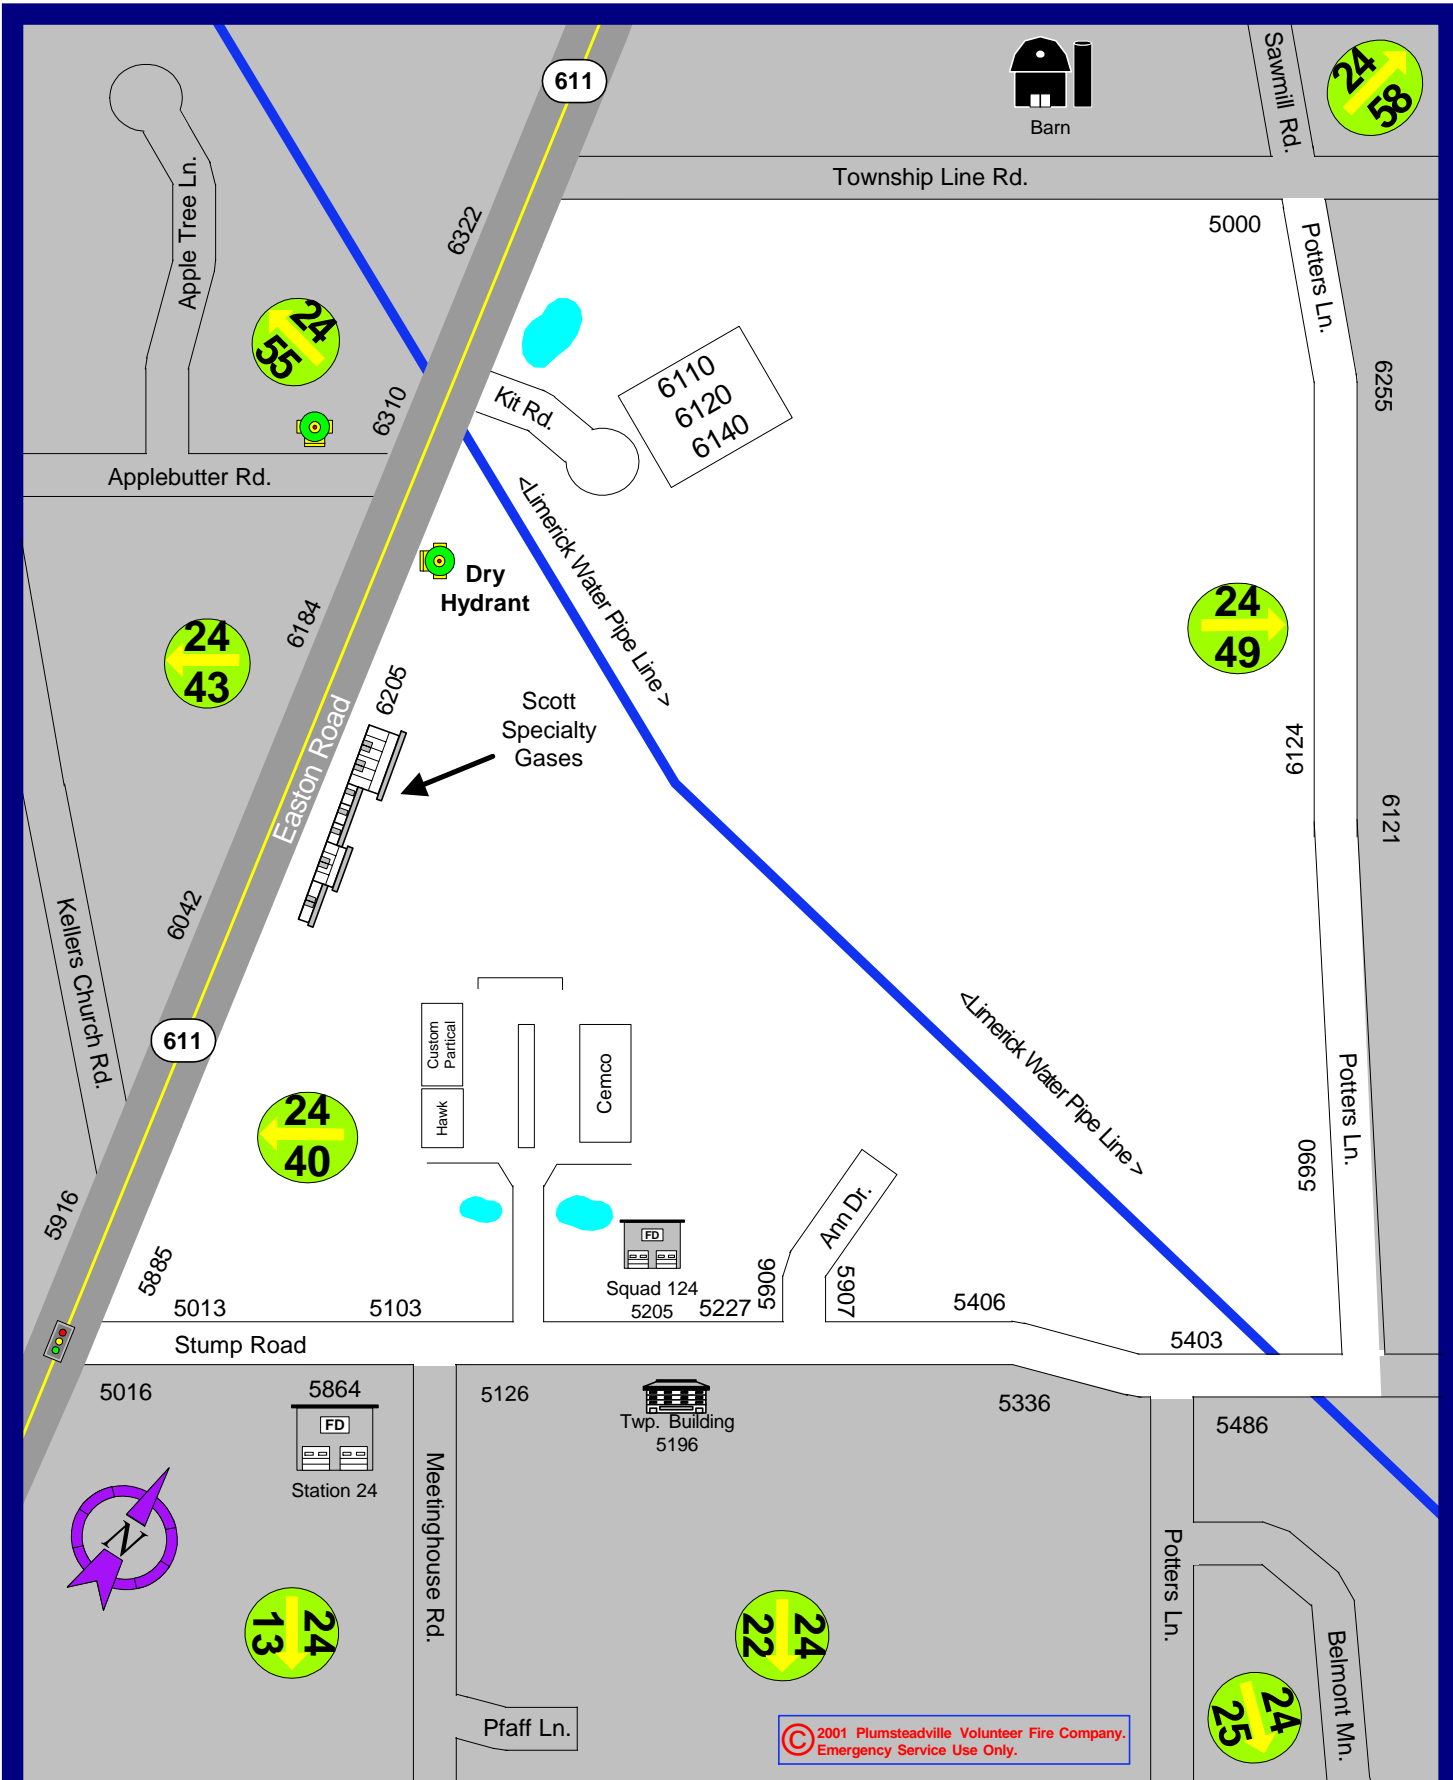 611
Barn
Sawmill Rd.
24
58
Township Line Rd.
Apple Tree Ln.
6322
5000
Potters Ln.
24
55
6310
Kit Rd.
6110
6120
6140
6255
Applebutter Rd.
<Limerick Water Pipe Line >
Dry
Hydrant
24
43
6184
24
49
6205
Scott
Specialty
Gases
Easton Road
6124
6121
Kellers Church Rd.
6042
611
Custom
Partical
Hawk
Cemco
<Limerick Water Pipe Line >
Potters Ln.
24
40
5990
5916
5885
Ann Dr.
FD
Squad 124
5205
5013
5103
5227
5906
5907
5406
5403
Stump Road
5016
5864
5126
Twp. Building
5196
5336
5486
FD
Station 24
N
Meetinghouse Rd.
Potters Ln.
24
13
24
22
Belmont Mn.
24
25
Pfaff Ln.
© 2001 Plumsteadville Volunteer Fire Company.
Emergency Service Use Only.